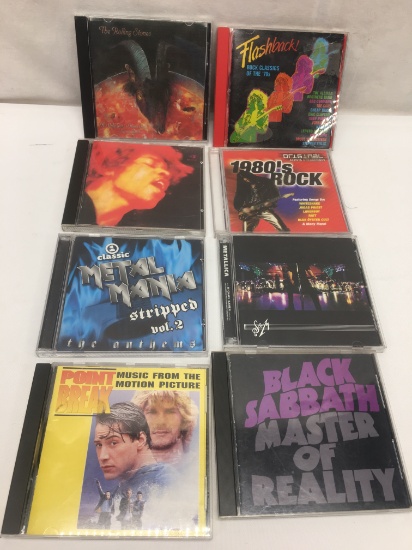 The Rolling Stones
Flashback!
ROCK CLASSICS
OF THE '70s
1980's
ROCK
classic
METAL
MANIA
stripped
vol. 2
the anthems
METALLICA
S&M
POINT
BREAK
MUSIC FROM THE
MOTION PICTURE
BLACK
SABBATH
MASTER
OF
REALITY